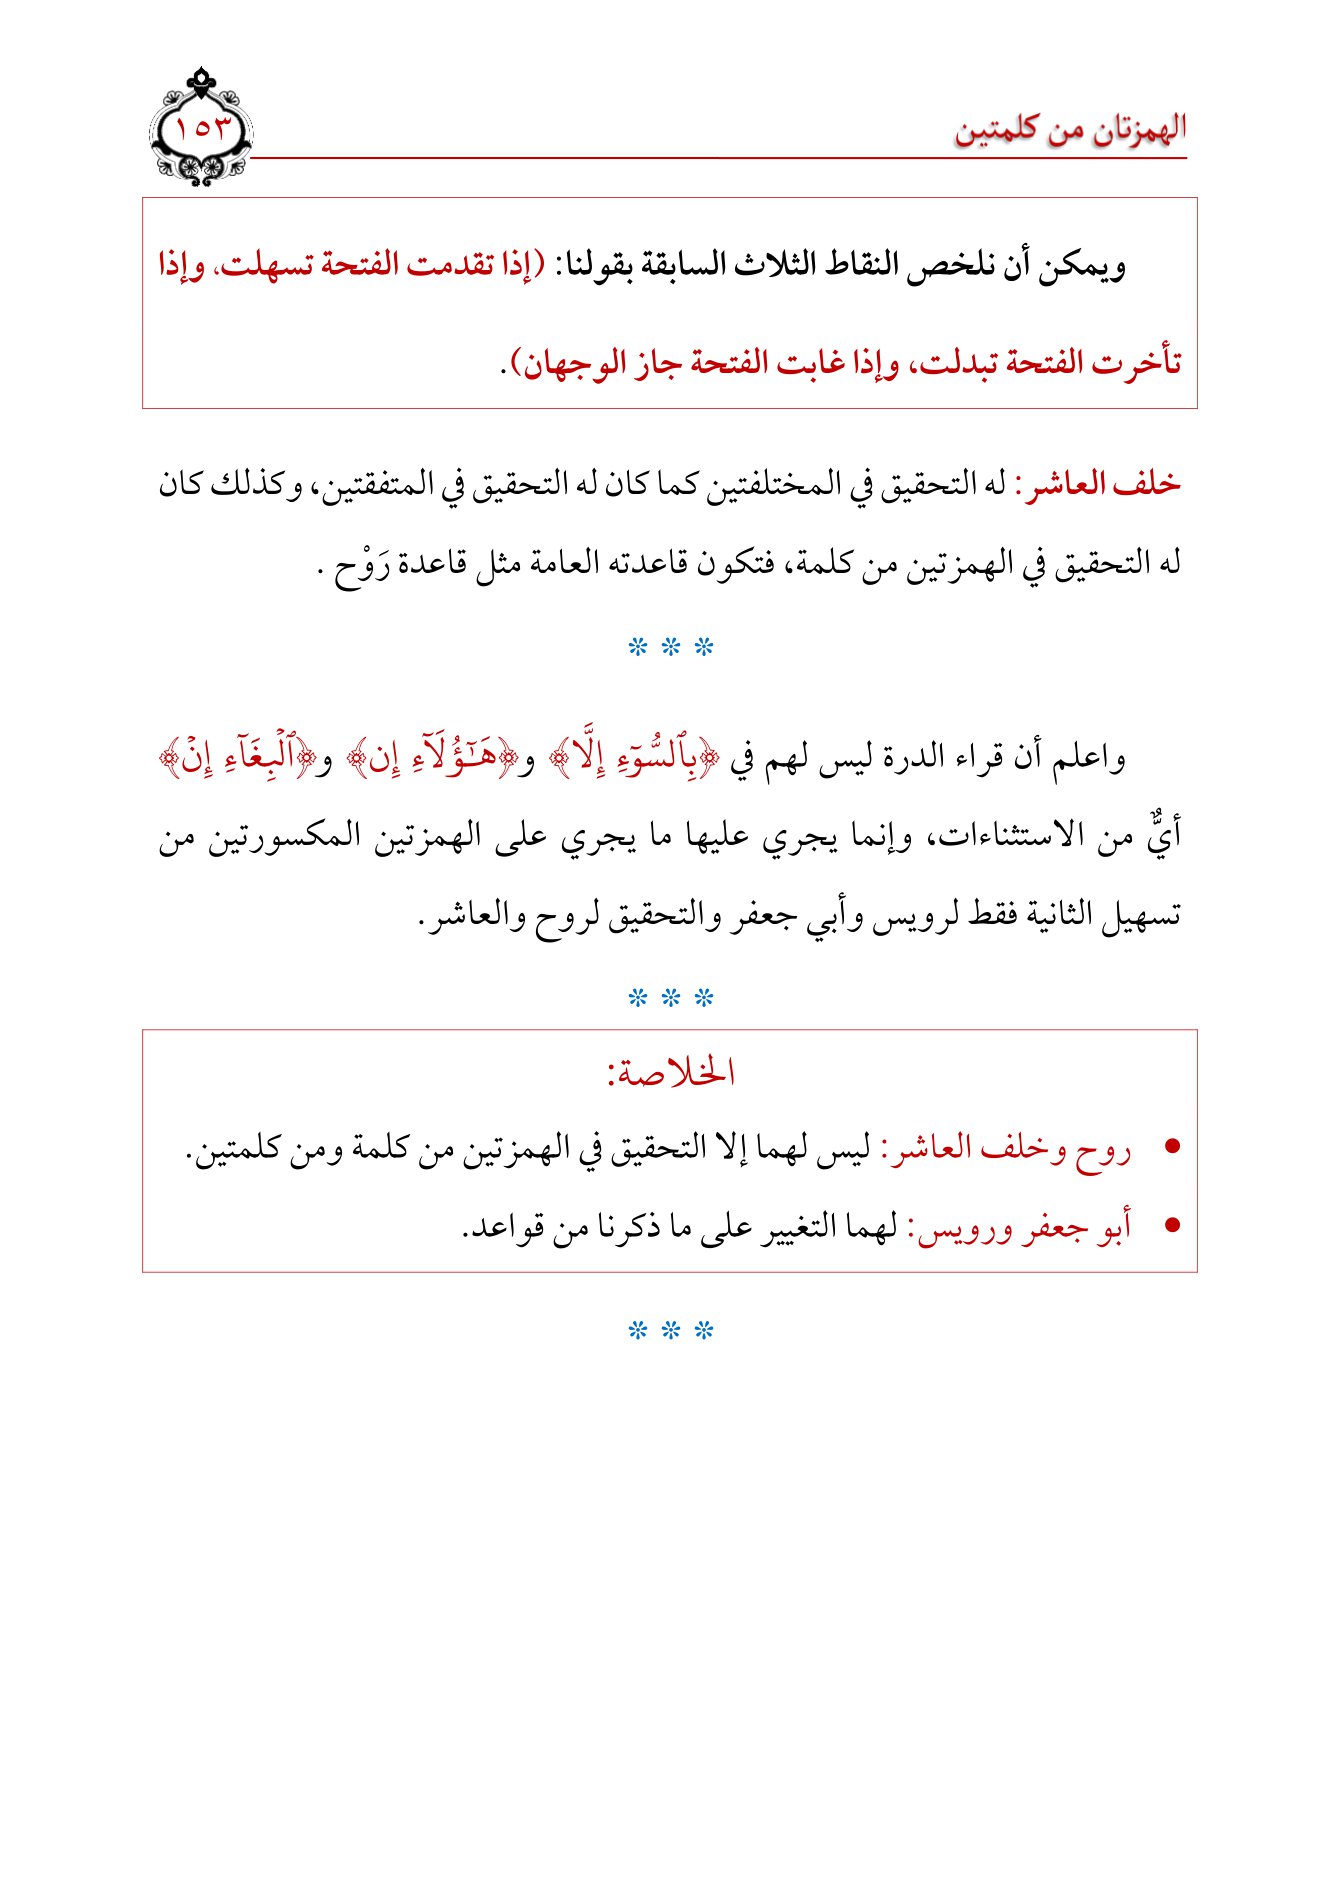 الهمزتان من كلمتين
١٥٣
ويمكن أن نلخص النقاط الثلاث السابقة بقولنا: (إذا تقدمت الفتحة تسهلت، وإذا
تأخرت الفتحة تبدلت، وإذا غابت الفتحة جاز الوجهان).
خلف العاشر: له التحقيق في المختلفتين كما كان له التحقيق في المتفقتين، وكذلك كان
له التحقيق في الهمزتين من كلمة، فتكون قاعدته العامة مثل قاعدة رَوْح .
* * *
واعلم أن قراء الدرة ليس لهم في ﴿بِٱلسُّوٓءِ إِلَّا﴾ و﴿هَـٰٓؤُلَآءِ إِن﴾ و﴿ٱلۡبِغَآءِ إِنۡ﴾
أيٌّ من الاستثناءات، وإنما يجري عليها ما يجري على الهمزتين المكسورتين من
تسهيل الثانية فقط لرويس وأبي جعفر والتحقيق لروح والعاشر.
* * *
الخلاصة:
• روح وخلف العاشر: ليس لهما إلا التحقيق في الهمزتين من كلمة ومن كلمتين.
• أبو جعفر ورويس: لهما التغيير على ما ذكرنا من قواعد.
* * *